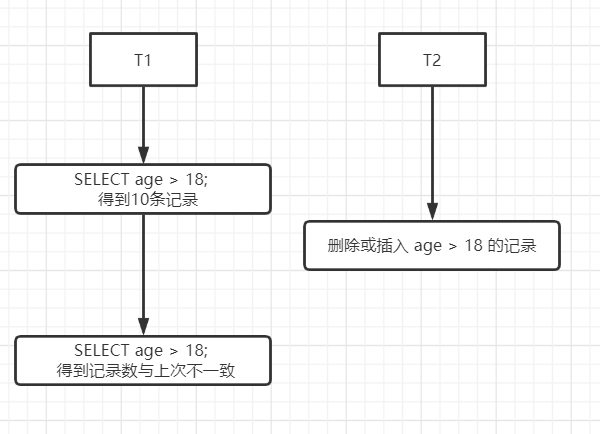 T1
T2
SELECT age > 18;
得到10条记录
删除或插入 age > 18 的记录
SELECT age > 18;
得到记录数与上次不一致